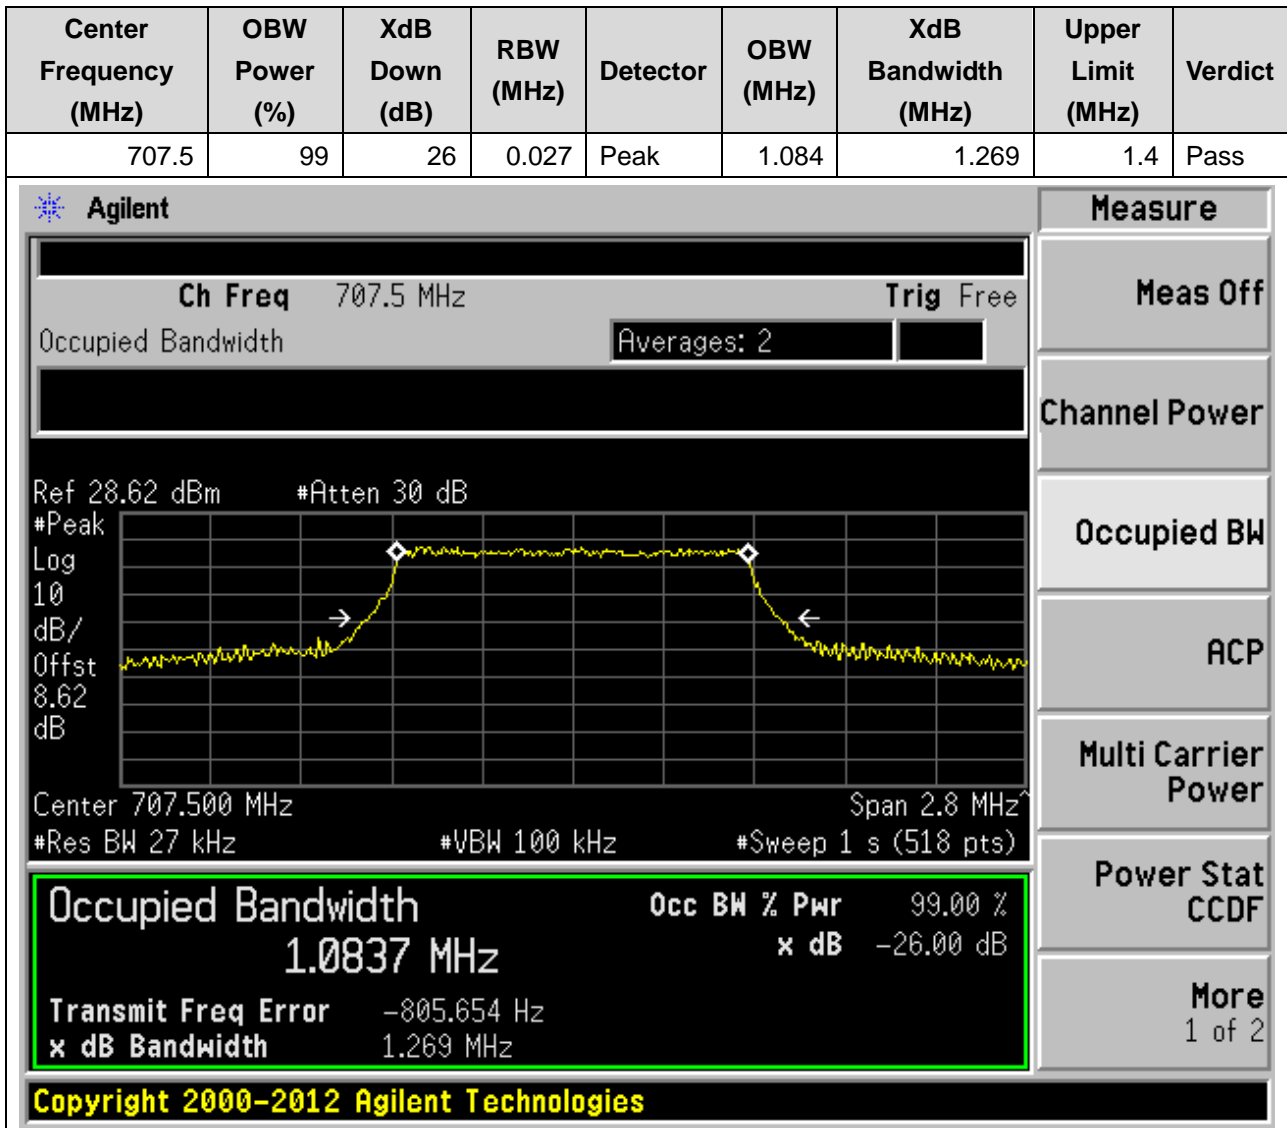 Center Frequency (MHz) OBW Power (%) XdB Down (dB) RBW (MHz) Detector OBW (MHz) XdB Bandwidth (MHz) Upper Limit (MHz) Verdict
707.5 99 26 0.027 Peak 1.084 1.269 1.4 Pass
Agilent
Ch Freq 707.5 MHz Trig Free
Occupied Bandwidth Averages: 2
Ref 28.62 dBm #Atten 30 dB
#Peak
Log
10
dB/
Offst
8.62
dB
Center 707.500 MHz Span 2.8 MHz^
#Res BW 27 kHz #VBW 100 kHz #Sweep 1 s (518 pts)
Occupied Bandwidth Occ BW % Pwr 99.00 %
1.0837 MHz x dB -26.00 dB
Transmit Freq Error -805.654 Hz
x dB Bandwidth 1.269 MHz
Copyright 2000-2012 Agilent Technologies
Measure
Meas Off
Channel Power
Occupied BW
ACP
Multi Carrier
Power
Power Stat
CCDF
More
1 of 2